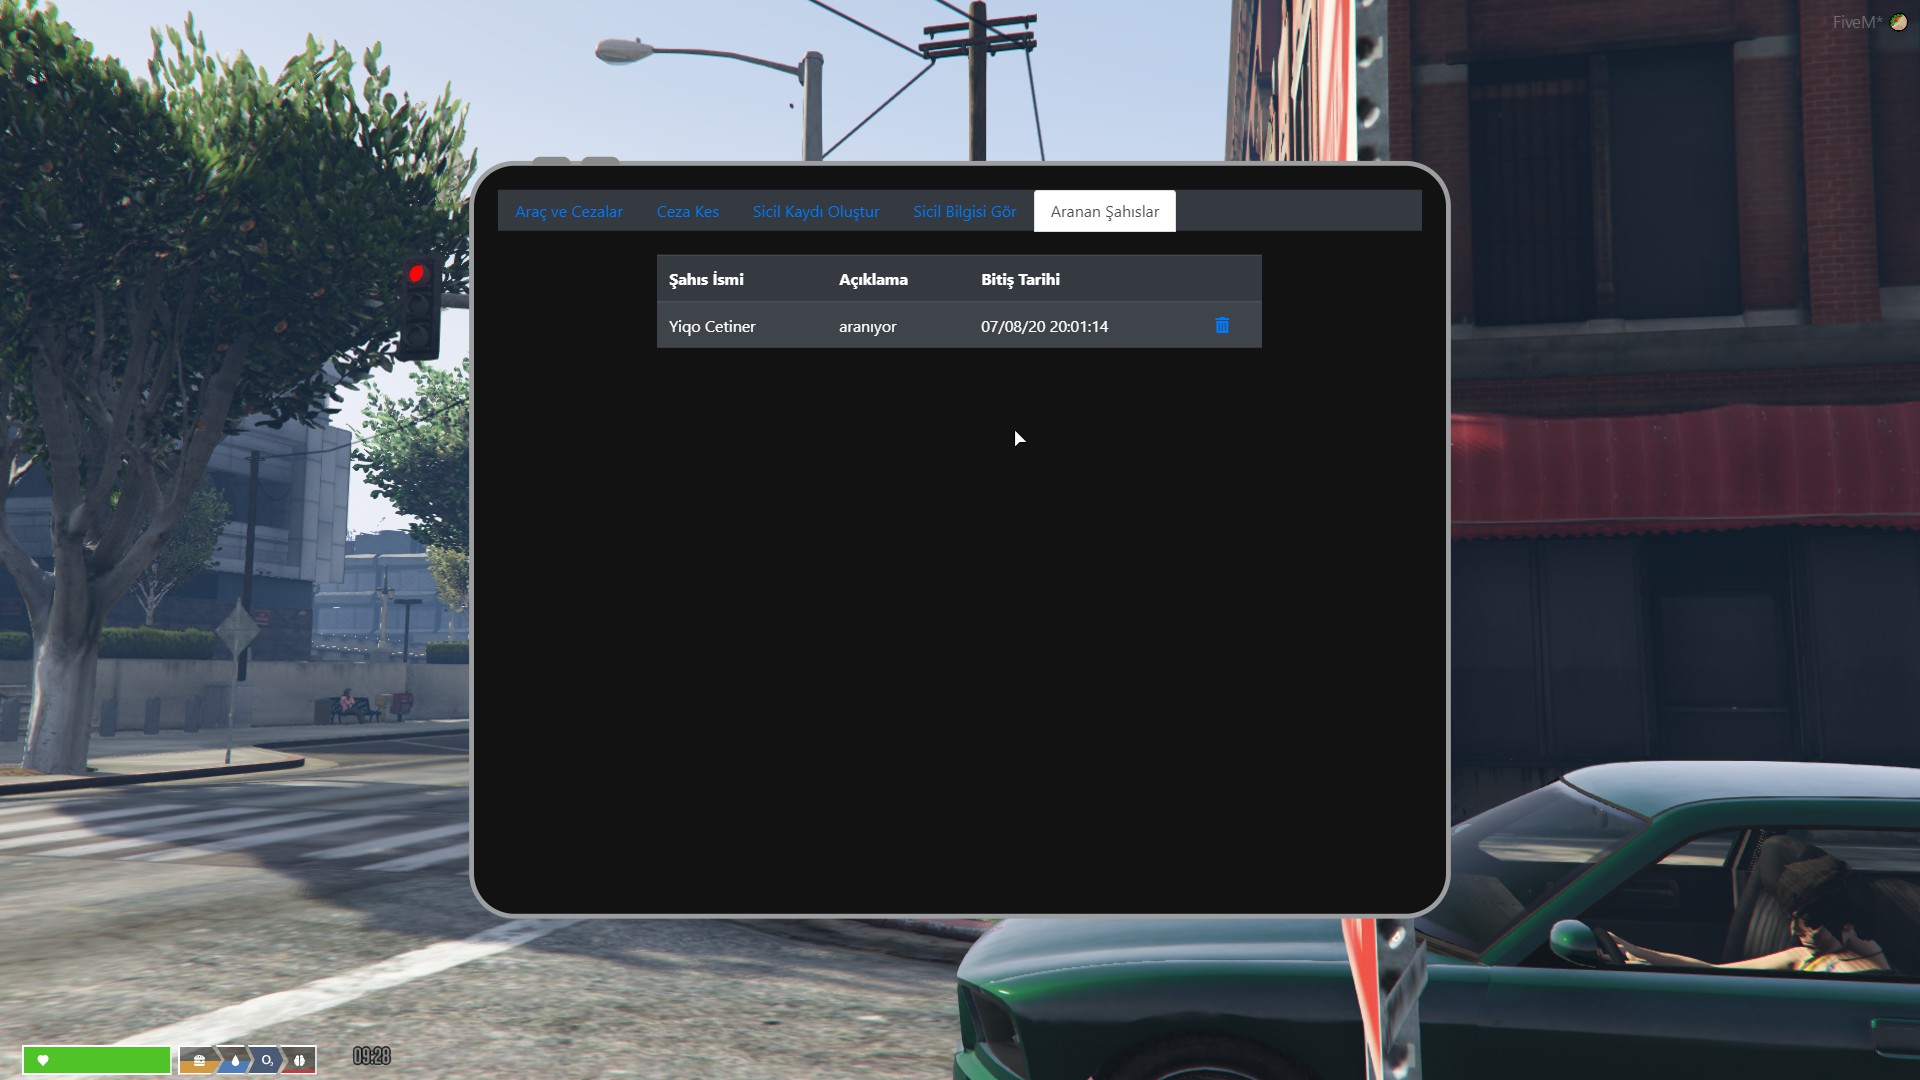 FiveM*
Araç ve Cezalar Ceza Kes Sicil Kaydı Oluştur Sicil Bilgisi Gör Aranan Şahıslar
Şahıs İsmi Açıklama Bitiş Tarihi
Yiqo Cetiner aranıyor 07/08/20 20:01:14
O₂
09:28